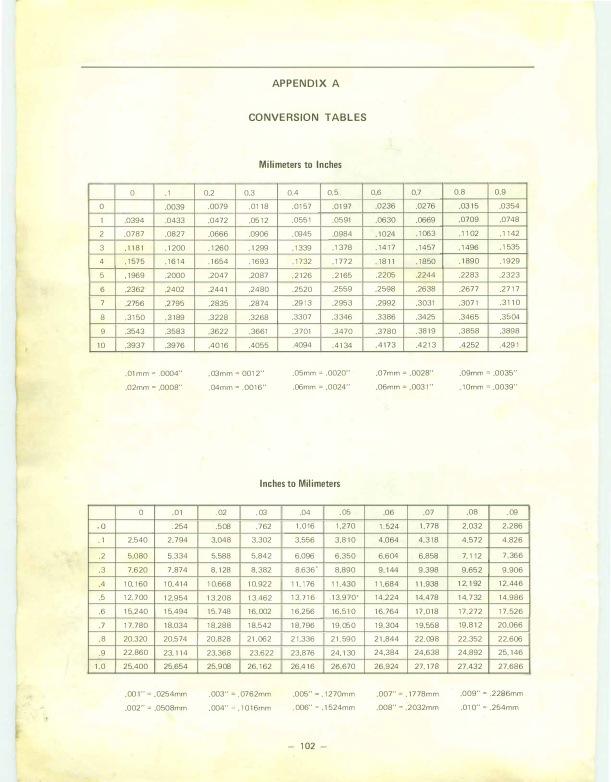 APPENDIX A
CONVERSION TABLES
Milimeters to Inches
0 .1 0.2 0.3 0.4 0.5. 0.6 0.7 0.8 0.9
0 .0039 .0079 .0118 .0157 .0197 .0236 .0276 .0315 .0354
1 .0394 .0433 .0472 .0512 .0551 .0591 .0630 .0669 .0709 .0748
2 .0787 .0827 .0666 .0906 .0945 .0984 .1024 .1063 .1102 .1142
3 .1181 .1200 .1260 .1299 .1339 .1378 .1417 .1457 .1496 .1535
4 .1575 .1614 .1654 .1693 .1732 .1772 .1811 .1850 .1890 .1929
5 .1969 .2000 .2047 .2087 .2126 .2165 .2205 .2244 .2283 .2323
6 .2362 .2402 .2441 .2480 .2520 .2559 .2598 .2638 .2677 .2717
7 .2756 .2795 .2835 .2874 .2913 .2953 .2992 .3031 .3071 .3110
8 .3150 .3189 .3228 .3268 .3307 .3346 .3386 .3425 .3465 .3504
9 .3543 .3583 .3622 .3661 .3701 .3470 .3780 .3819 .3858 .3898
10 .3937 .3976 .4016 .4055 .4094 .4134 .4173 .4213 .4252 .4291
.01mm = .0004" .03mm = 0012" .05mm = .0020" .07mm = .0028" .09mm = .0035"
.02mm = .0008" .04mm = .0016" .06mm = .0024" .06mm = .0031" .10mm = .0039"
Inches to Milimeters
0 .01 .02 .03 .04 .05 .06 .07 .08 .09
.0 .254 .508 .762 1,016 1,270 1.524 1,778 2,032 2.286
.1 2,540 2.794 3,048 3.302 3,556 3,810 4,064 4,318 4,572 4,826
.2 5,080 5,334 5,588 5,842 6,096 6,350 6,604 6,858 7,112 7,366
.3 7,620 7,874 8,128 8,382 8,636 8,890 9,144 9,398 9,652 9,906
.4 10,160 10,414 10,668 10,922 11,176 11,430 11,684 11,938 12,192 12,446
.5 12,700 12,954 13.208 13.462 13,716 13,970 14,224 14,478 14,732 14,986
.6 15,240 15,494 15,748 16,002 16,256 16,510 16,764 17,018 17,272 17,526
.7 17,780 18,034 18,288 18,542 18,796 19,050 19,304 19,558 19,812 20,066
.8 20,320 20,574 20,828 21,062 21,336 21,590 21,844 22,098 22,352 22,606
.9 22,860 23,114 23,368 23,622 23,876 24,130 24,384 24,638 24,892 25,146
1.0 25,400 25,654 25,908 26,162 26,416 26,670 26,924 27,178 27,432 27,686
.001" = .0254mm .003" = .0762mm .005" = .1270mm .007" = .1778mm .009" = .2286mm
.002" = .0508mm .004" = .1016mm .006" = .1524mm .008" = .2032mm .010" = .254mm
– 102 –